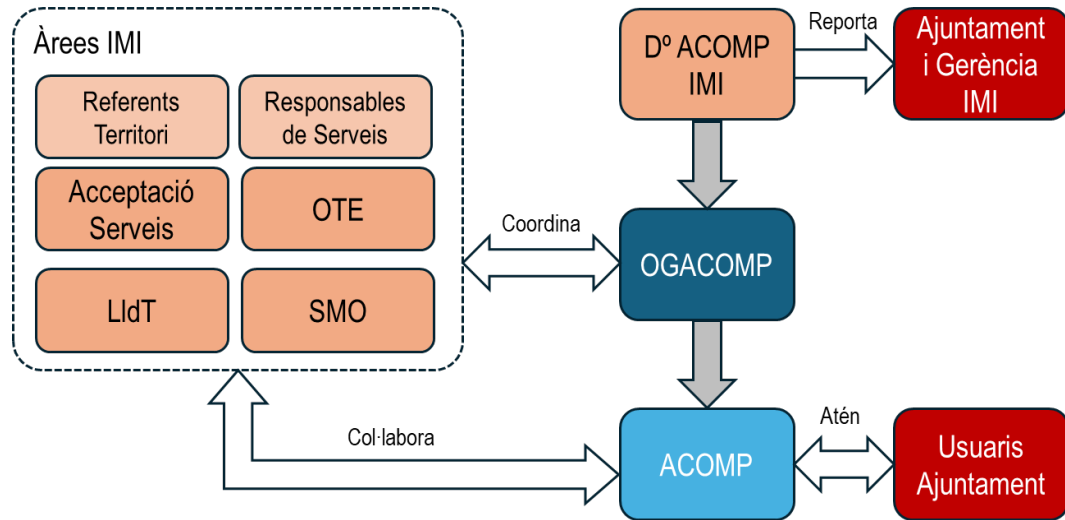 Àrees IMI
Referents
Territori
Responsables
de Serveis
Acceptació
Serveis
OTE
LldT
SMO
Dº ACOMP
IMI
Reporta
Ajuntament
i Gerència
IMI
Coordina
OGACOMP
Col·labora
ACOMP
Atén
Usuaris
Ajuntament